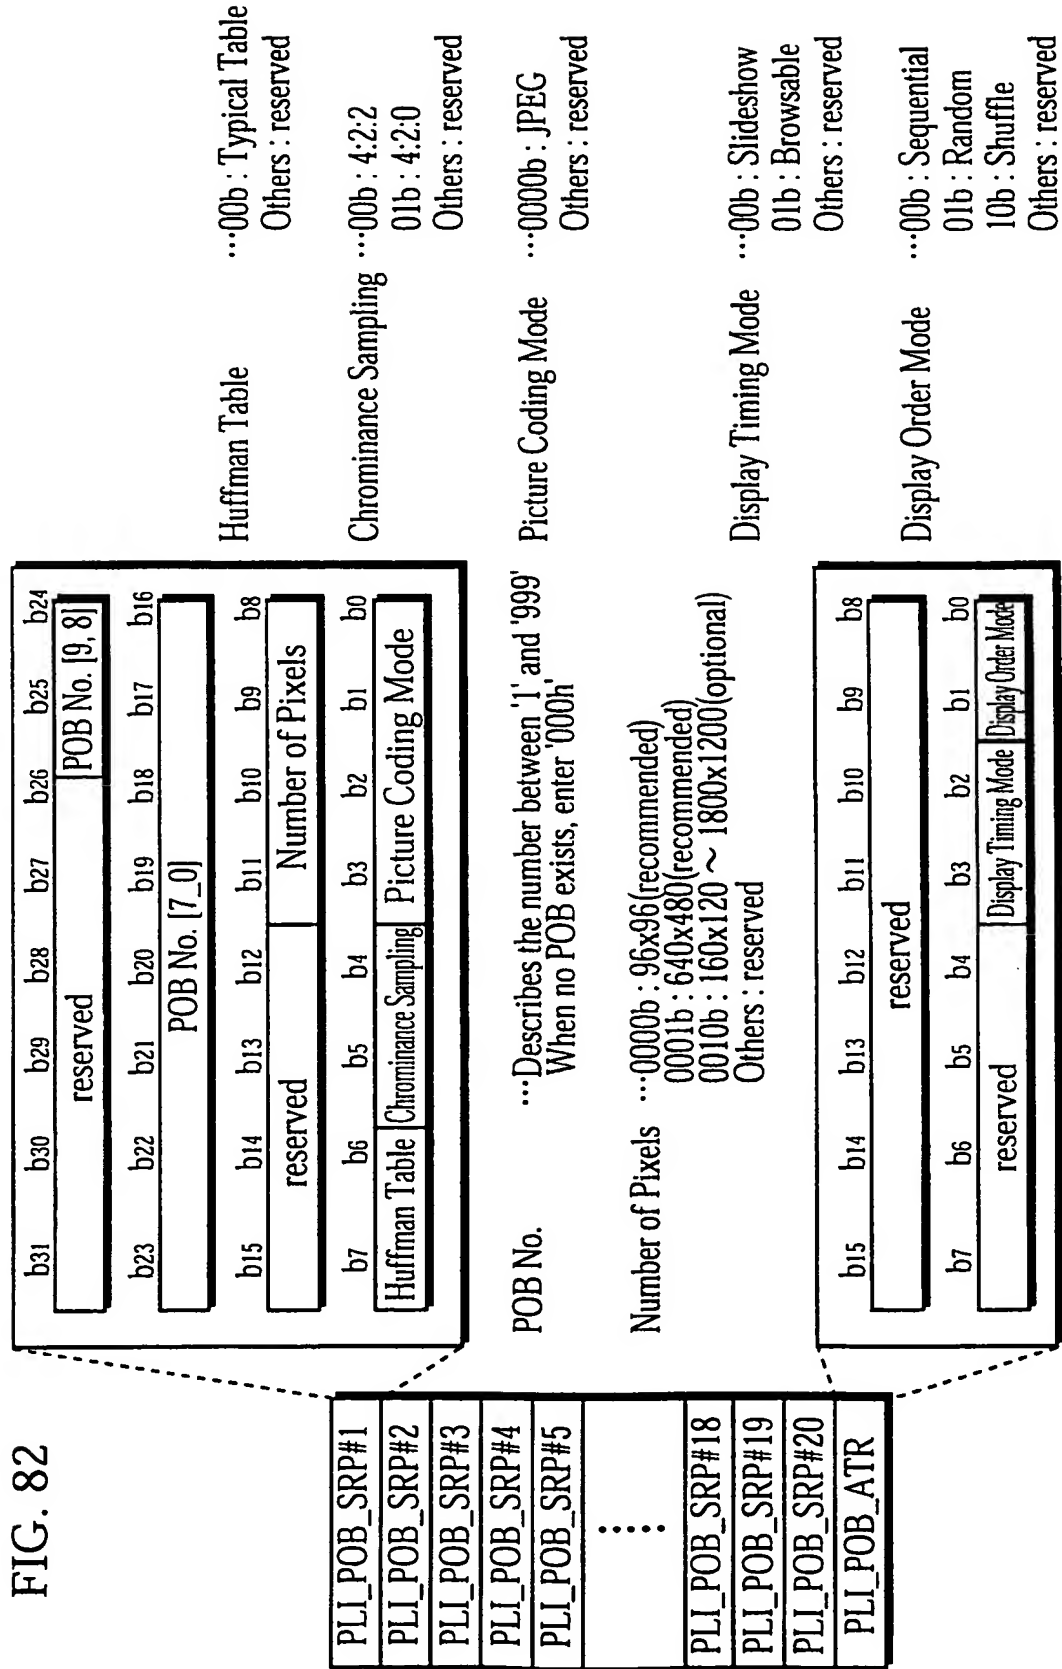 FIG. 82
PLI_POB_SRP#1
PLI_POB_SRP#2
PLI_POB_SRP#3
PLI_POB_SRP#4
PLI_POB_SRP#5
......
PLI_POB_SRP#18
PLI_POB_SRP#19
PLI_POB_SRP#20
PLI_POB_ATR
b31 b30 b29 b28 b27 b26 b25 b24
reserved POB No. [9, 8]
b23 b22 b21 b20 b19 b18 b17 b16
POB No. [7_0]
b15 b14 b13 b12 b11 b10 b9 b8
reserved Number of Pixels
b7 b6 b5 b4 b3 b2 b1 b0
Huffman Table Chrominance Sampling Picture Coding Mode
POB No. ···Describes the number between '1' and '999'
When no POB exists, enter '000h'
Number of Pixels ···0000b : 96x96(recommended)
0001b : 640x480(recommended)
0010b : 160x120 ~ 1800x1200(optional)
Others : reserved
b15 b14 b13 b12 b11 b10 b9 b8
reserved
b7 b6 b5 b4 b3 b2 b1 b0
reserved Display Timing Mode Display Order Mode
Huffman Table ···00b : Typical Table
Others : reserved
Chrominance Sampling ···00b : 4:2:2
01b : 4:2:0
Others : reserved
Picture Coding Mode ···0000b : JPEG
Others : reserved
Display Timing Mode ···00b : Slideshow
01b : Browsable
Others : reserved
Display Order Mode ···00b : Sequential
01b : Random
10b : Shuffle
Others : reserved